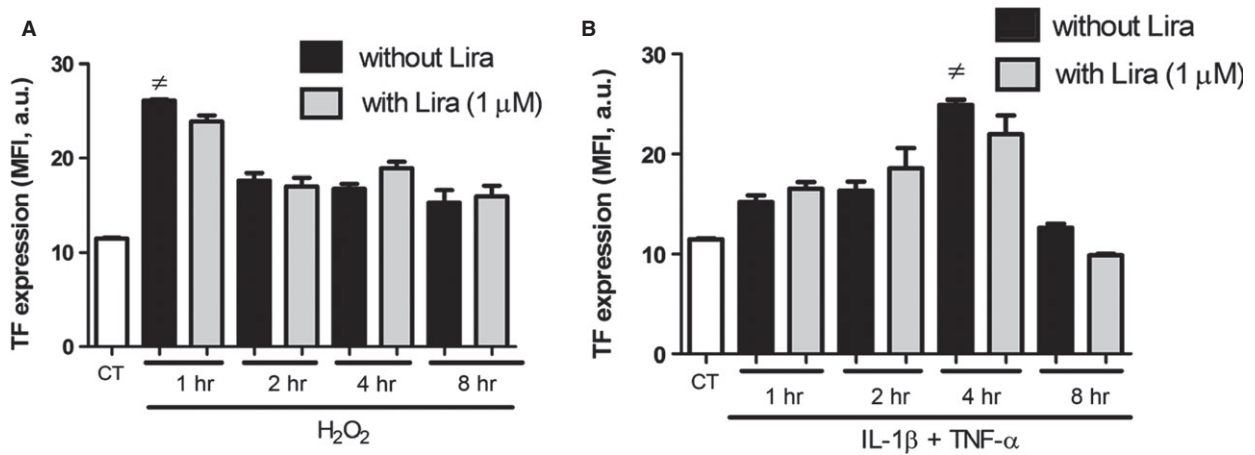 A
TF expression (MFI, a.u.)
30
20
10
0
≠
without Lira
with Lira (1 μM)
CT
1 hr 2 hr 4 hr 8 hr
H₂O₂
B
TF expression (MFI, a.u.)
30
20
10
0
≠
without Lira
with Lira (1 μM)
CT
1 hr 2 hr 4 hr 8 hr
IL-1β + TNF-α